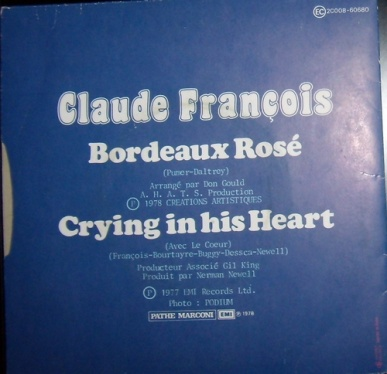 EC 2C008-60680
Claude François
Bordeaux Rosé
(Puner-Daltrey)
Arrangé par Don Gould
A. H. A. T. S. Production
Ⓟ 1978 CREATIONS ARTISTIQUES
Crying in his Heart
(Avec Le Coeur)
(François-Bourtayre-Buggy-Dessca-Newell)
Producteur Associé Gil King
Produit par Norman Newell
Ⓟ 1977 EMI Records Ltd.
Photo : PODIUM
PATHE MARCONI EMI Ⓟ 1978